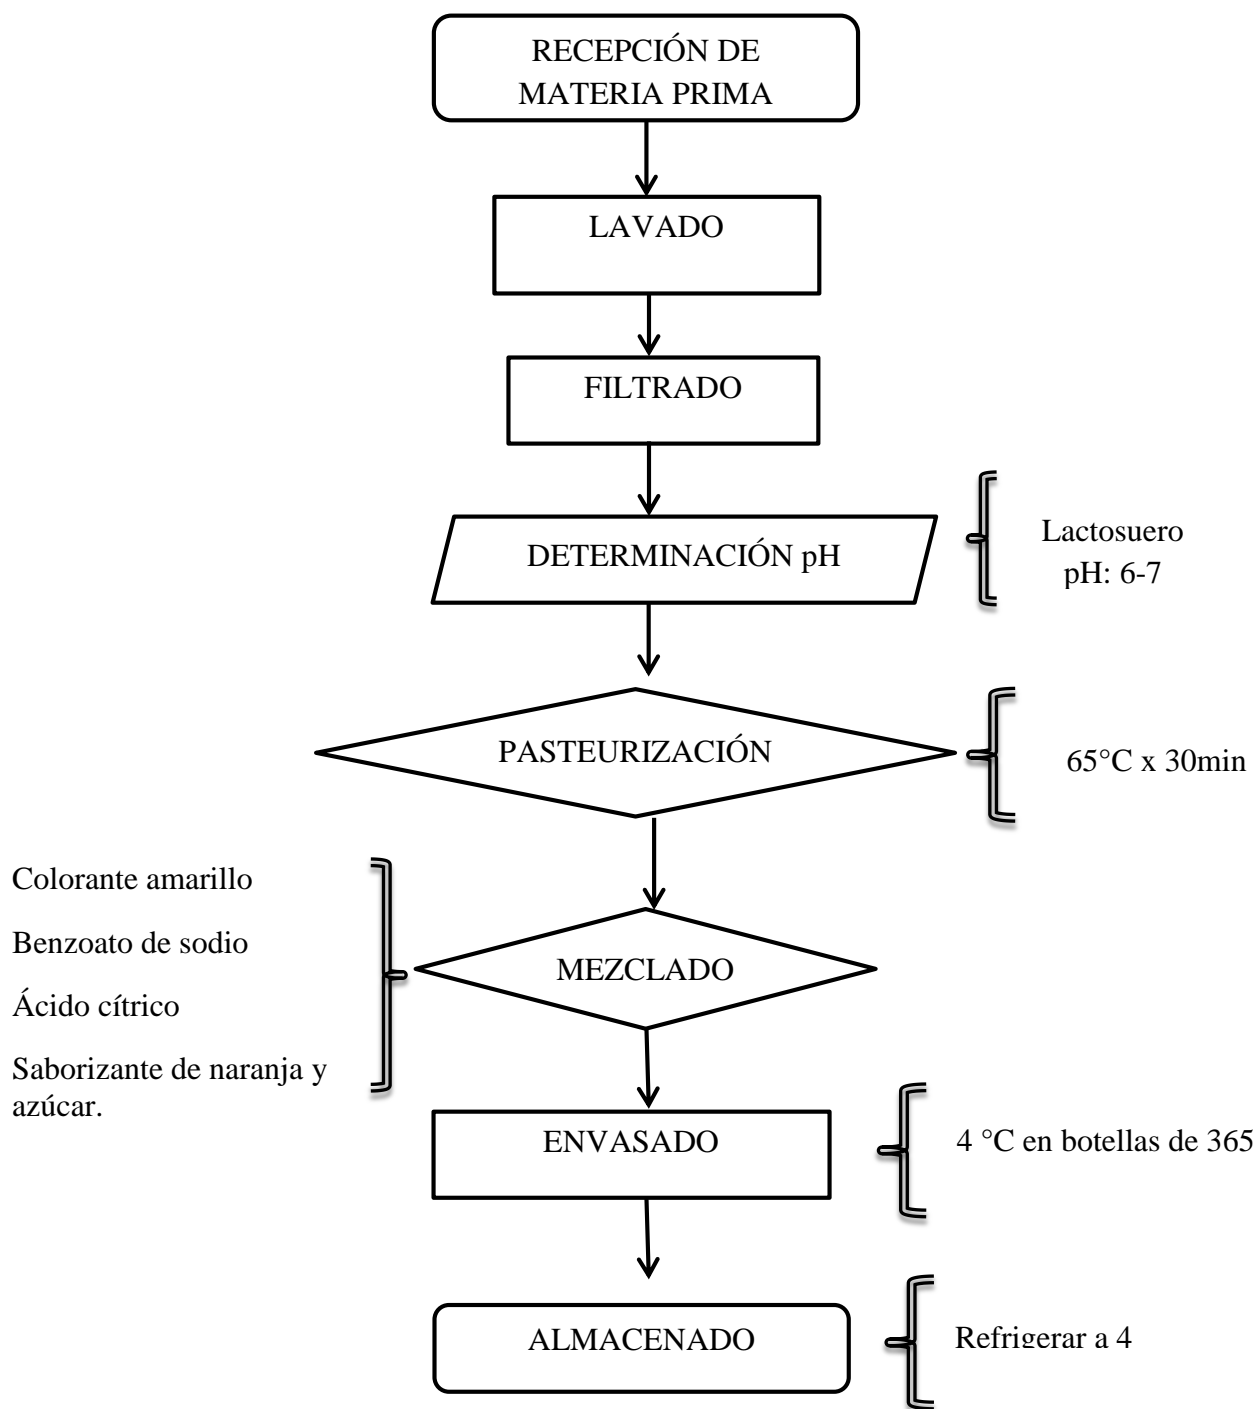 RECEPCIÓN DE
MATERIA PRIMA
LAVADO
FILTRADO
DETERMINACIÓN pH
Lactosuero
pH: 6-7
PASTEURIZACIÓN
65°C x 30min
Colorante amarillo
Benzoato de sodio
Ácido cítrico
Saborizante de naranja y
azúcar.
MEZCLADO
ENVASADO
4 °C en botellas de 365
ALMACENADO
Refrigerar a 4